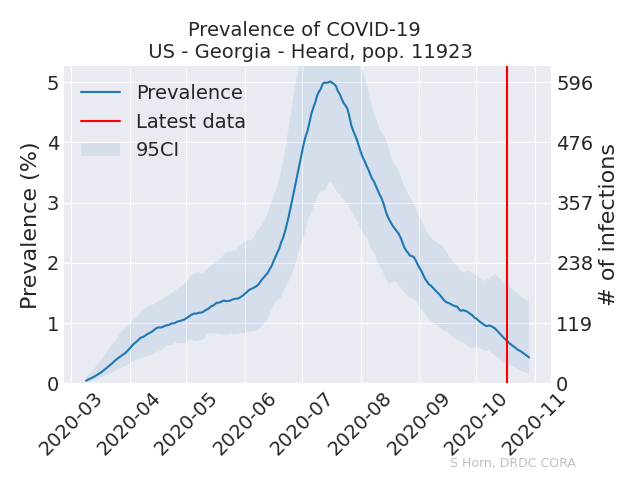 Prevalence of COVID-19
US - Georgia - Heard, pop. 11923
Prevalence
Latest data
95CI
Prevalence (%)
5
4
3
2
1
0
596
476
357
238
119
0
# of infections
2020-03
2020-04
2020-05
2020-06
2020-07
2020-08
2020-09
2020-10
2020-11
S Horn, DRDC CORA